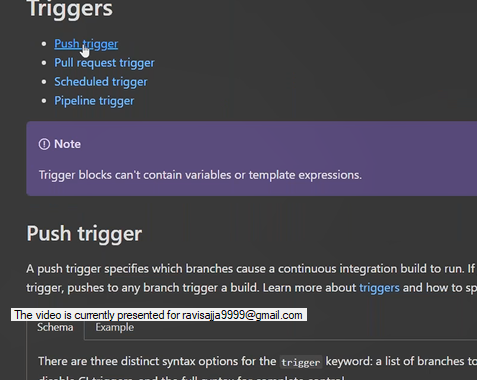 Triggers
Push trigger
Pull request trigger
Scheduled trigger
Pipeline trigger
Note
Trigger blocks can't contain variables or template expressions.
Push trigger
A push trigger specifies which branches cause a continuous integration build to run. If
trigger, pushes to any branch trigger a build. Learn more about triggers and how to sp
The video is currently presented for ravisajja9999@gmail.com
Schema Example
There are three distinct syntax options for the trigger keyword: a list of branches to
disable CI triggers, and the full syntax for complete control.